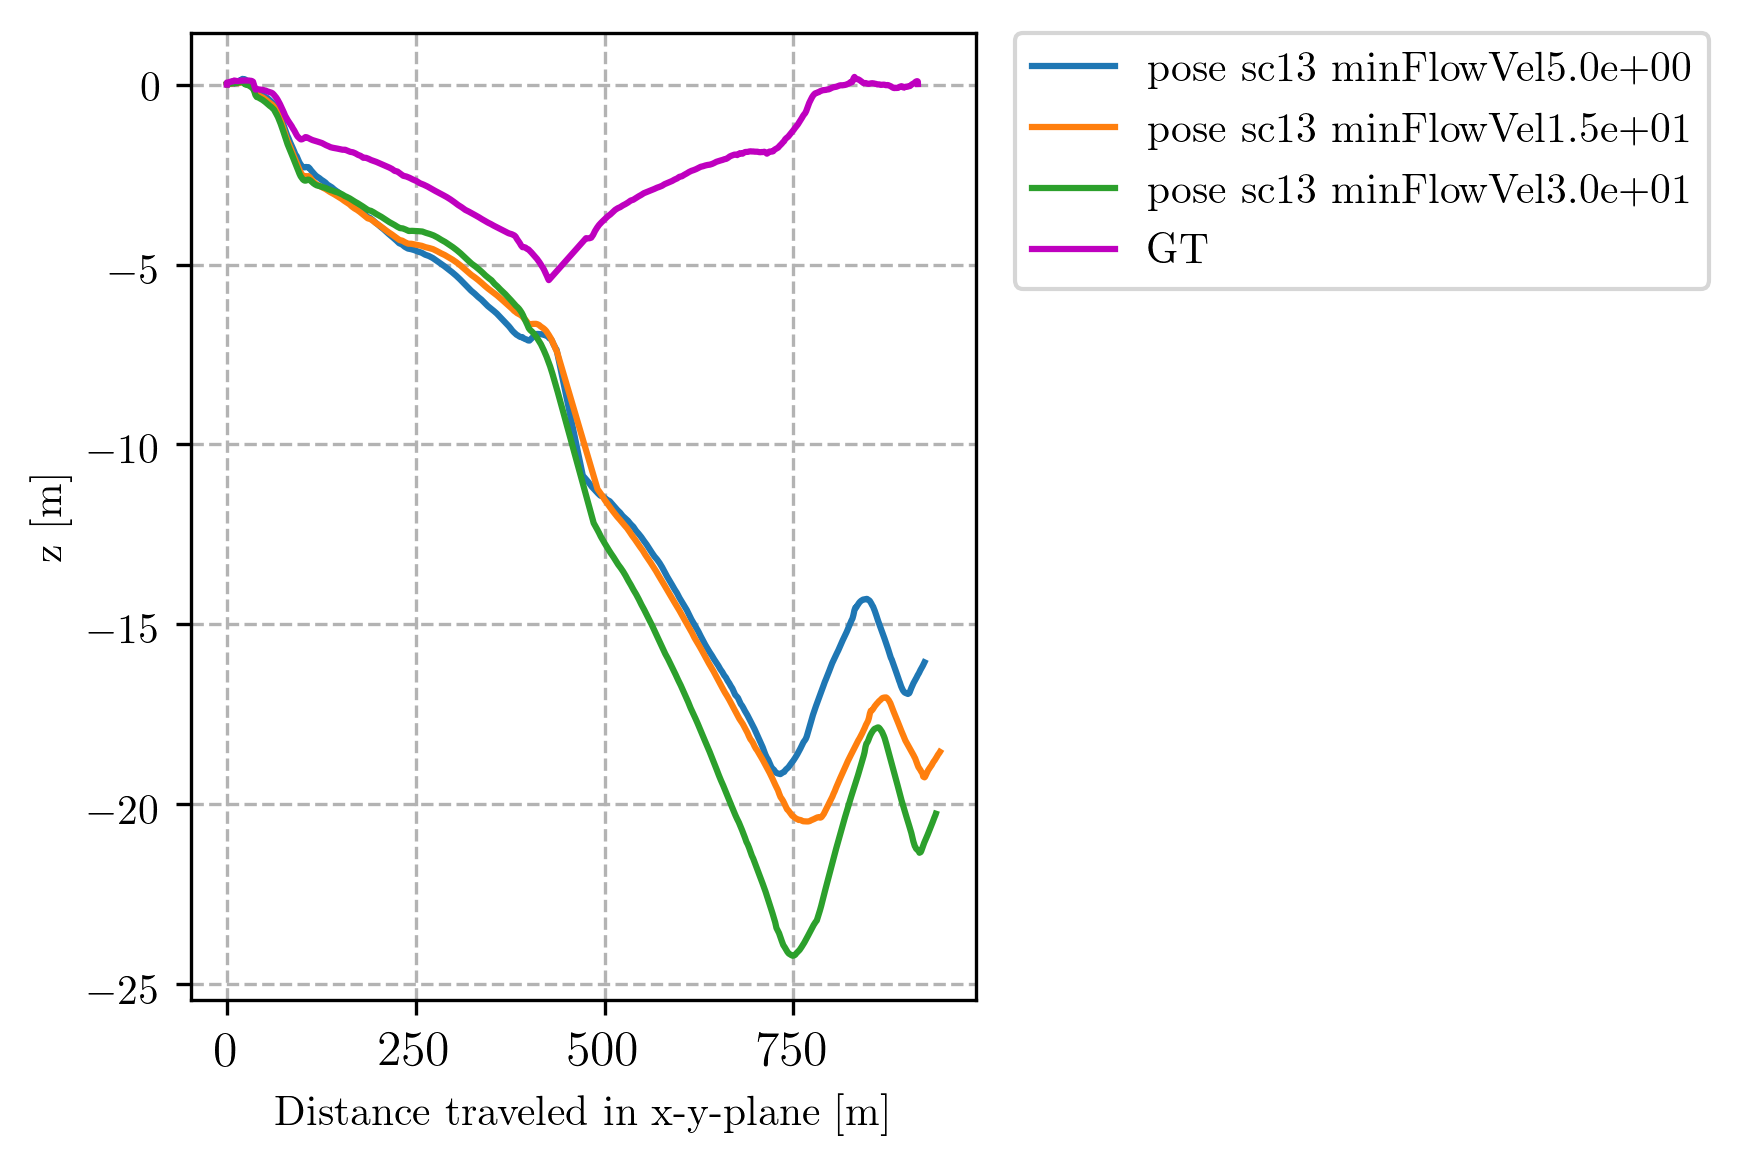 pose sc13 minFlowVel5.0e+00
pose sc13 minFlowVel1.5e+01
pose sc13 minFlowVel3.0e+01
GT
0
−5
−10
−15
−20
−25
z [m]
0 250 500 750
Distance traveled in x-y-plane [m]